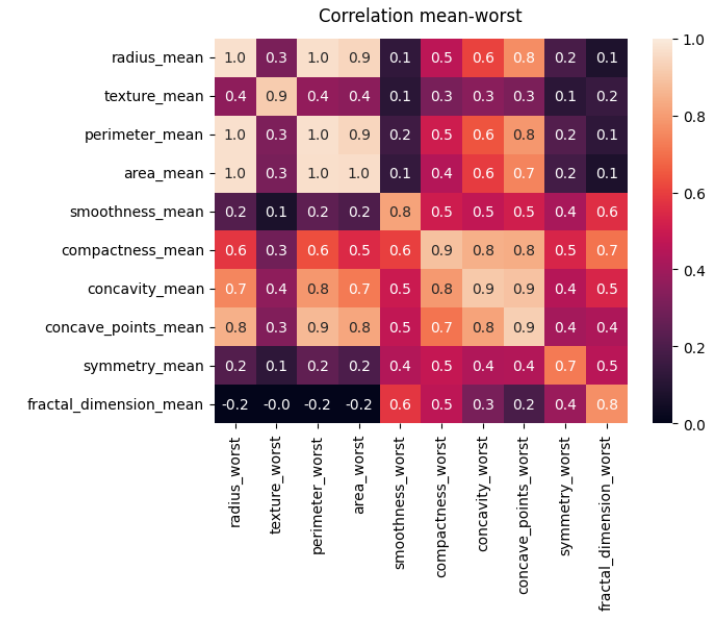 Correlation mean-worst
radius_mean 1.0 0.3 1.0 0.9 0.1 0.5 0.6 0.8 0.2 0.1
texture_mean 0.4 0.9 0.4 0.4 0.1 0.3 0.3 0.3 0.1 0.2
perimeter_mean 1.0 0.3 1.0 0.9 0.2 0.5 0.6 0.8 0.2 0.1
area_mean 1.0 0.3 1.0 1.0 0.1 0.4 0.6 0.7 0.2 0.1
smoothness_mean 0.2 0.1 0.2 0.2 0.8 0.5 0.5 0.5 0.4 0.6
compactness_mean 0.6 0.3 0.6 0.5 0.6 0.9 0.8 0.8 0.5 0.7
concavity_mean 0.7 0.4 0.8 0.7 0.5 0.8 0.9 0.9 0.4 0.5
concave_points_mean 0.8 0.3 0.9 0.8 0.5 0.7 0.8 0.9 0.4 0.4
symmetry_mean 0.2 0.1 0.2 0.2 0.4 0.5 0.4 0.4 0.7 0.5
fractal_dimension_mean -0.2 -0.0 -0.2 -0.2 0.6 0.5 0.3 0.2 0.4 0.8
radius_worst
texture_worst
perimeter_worst
area_worst
smoothness_worst
compactness_worst
concavity_worst
concave_points_worst
symmetry_worst
fractal_dimension_worst
1.0
0.8
0.6
0.4
0.2
0.0